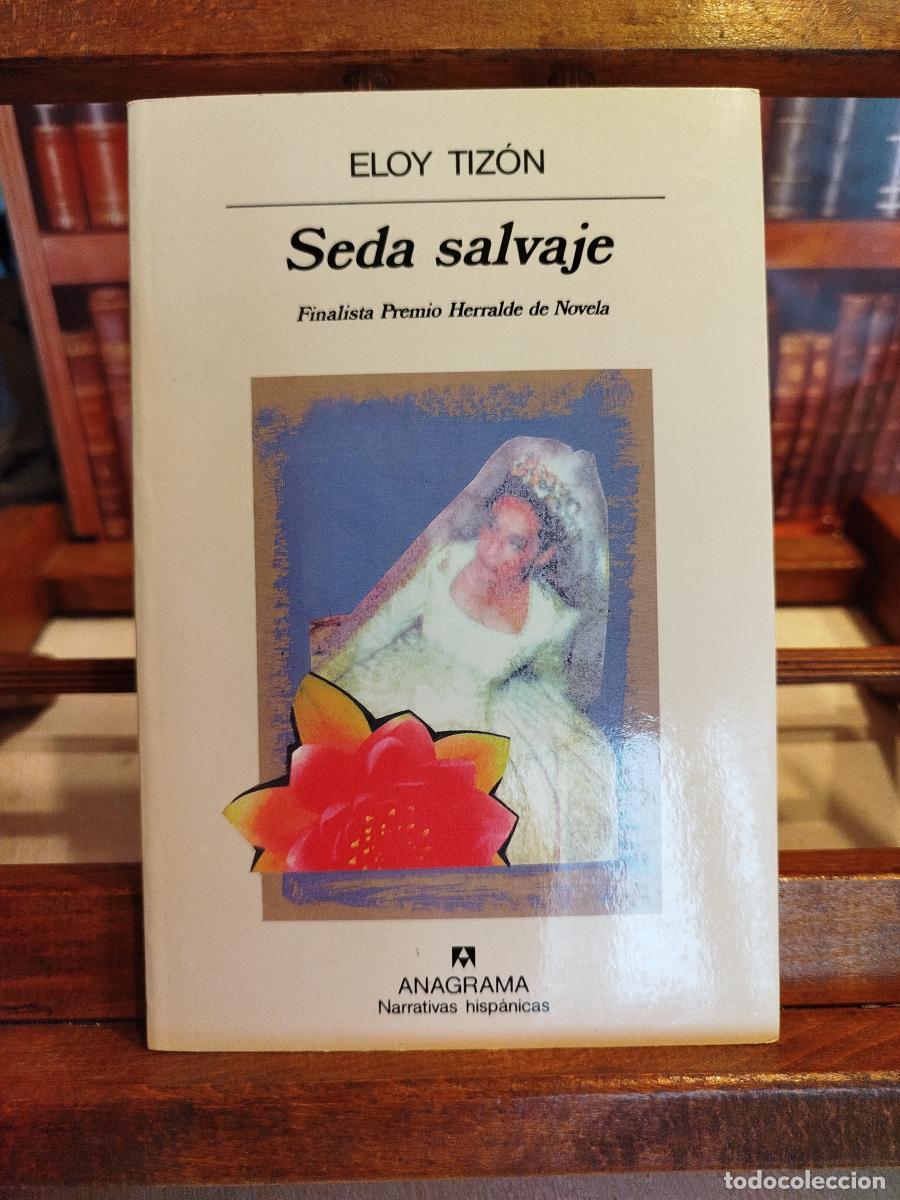 ELOY TIZÓN
Seda salvaje
Finalista Premio Herralde de Novela
ANAGRAMA
Narrativas hispánicas
todocoleccion